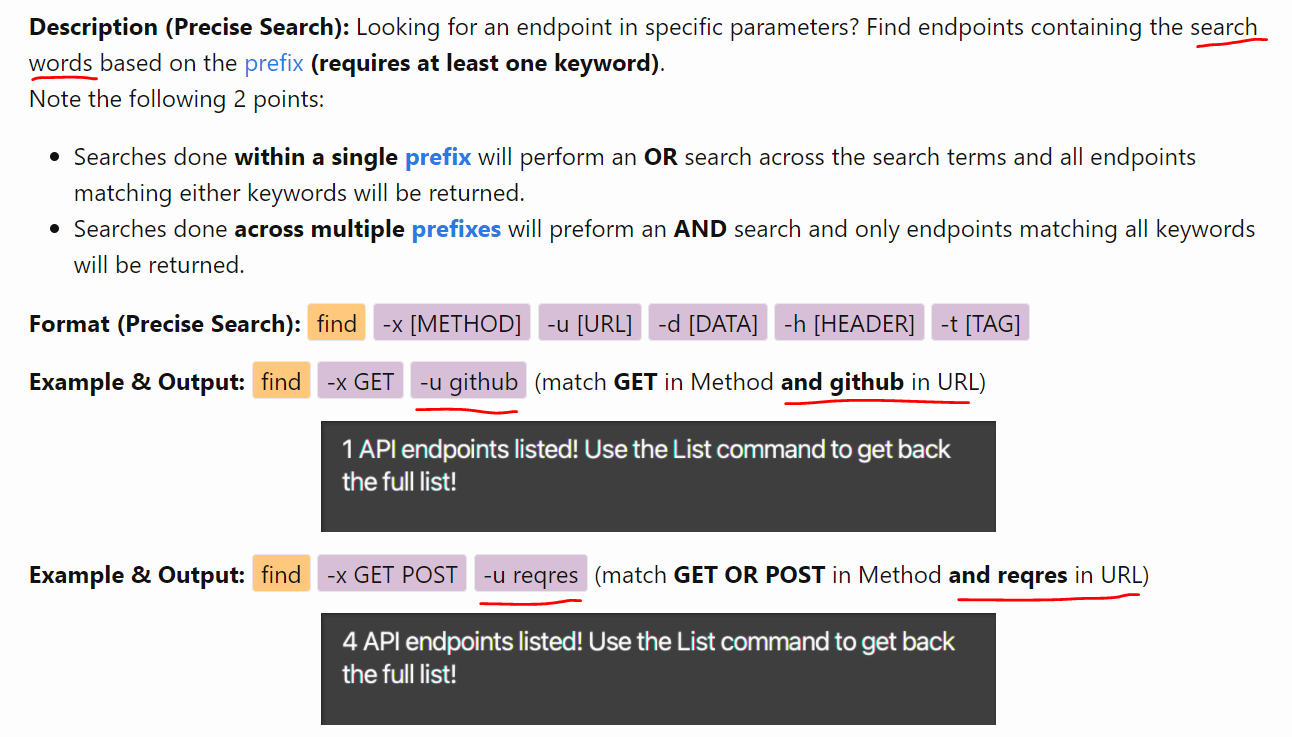 Description (Precise Search): Looking for an endpoint in specific parameters? Find endpoints containing the search
words based on the prefix (requires at least one keyword).
Note the following 2 points:
Searches done within a single prefix will perform an OR search across the search terms and all endpoints
matching either keywords will be returned.
Searches done across multiple prefixes will preform an AND search and only endpoints matching all keywords
will be returned.
Format (Precise Search): find -x [METHOD] -u [URL] -d [DATA] -h [HEADER] -t [TAG]
Example & Output: find -x GET -u github (match GET in Method and github in URL)
1 API endpoints listed! Use the List command to get back
the full list!
Example & Output: find -x GET POST -u reqres (match GET OR POST in Method and reqres in URL)
4 API endpoints listed! Use the List command to get back
the full list!